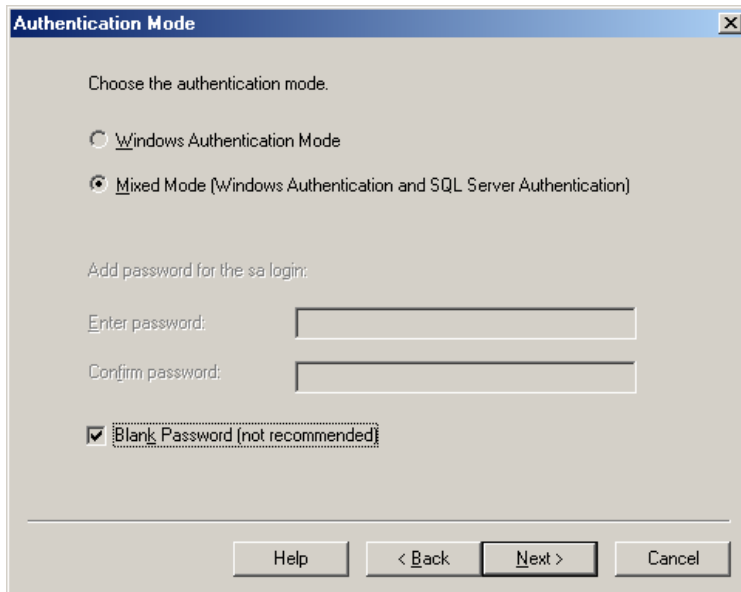 Authentication Mode
Choose the authentication mode.
Windows Authentication Mode
Mixed Mode (Windows Authentication and SQL Server Authentication)
Add password for the sa login:
Enter password:
Confirm password:
Blank Password (not recommended)
Help < Back Next > Cancel